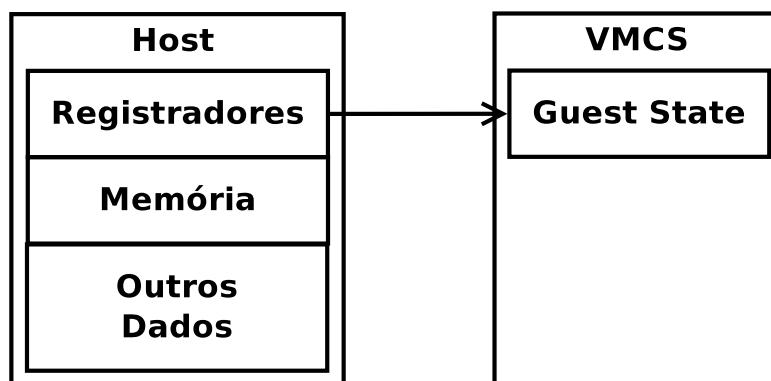 Host
Registradores
Memória
Outros
Dados
VMCS
Guest State